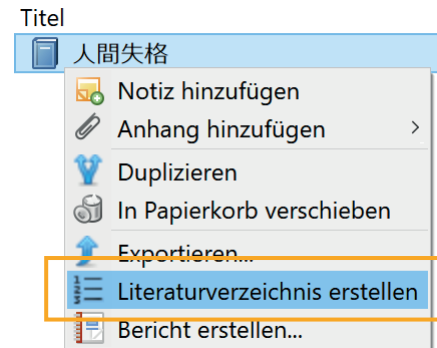 Titel
人間失格
Notiz hinzufügen
Anhang hinzufügen
Duplizieren
In Papierkorb verschieben
Exportieren...
Literaturverzeichnis erstellen
Bericht erstellen...